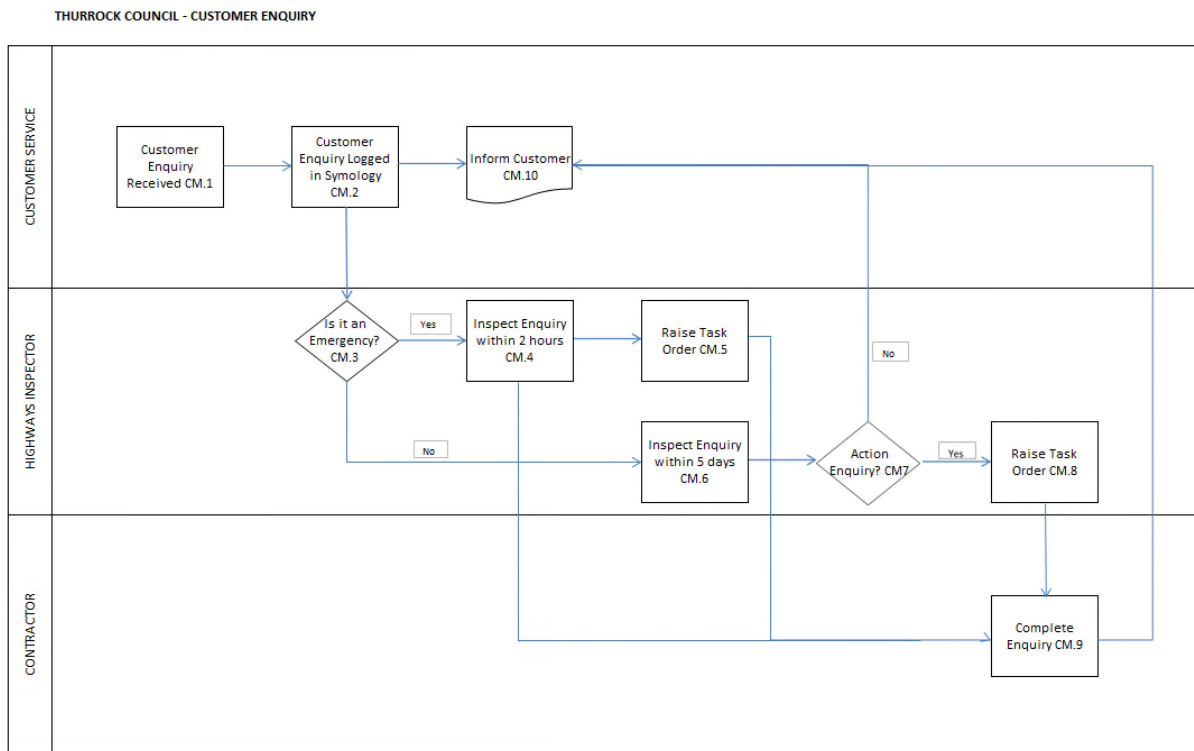 THURROCK COUNCIL - CUSTOMER ENQUIRY
CUSTOMER SERVICE
Customer
Enquiry
Received CM.1
Customer
Enquiry Logged
in Symology
CM.2
Inform Customer
CM.10
HIGHWAYS INSPECTOR
Is it an
Emergency?
CM.3
Yes
Inspect Enquiry
within 2 hours
CM.4
Raise Task
Order CM.5
No
No
Inspect Enquiry
within 5 days
CM.6
Action
Enquiry? CM7
Yes
Raise Task
Order CM.8
CONTRACTOR
Complete
Enquiry CM.9